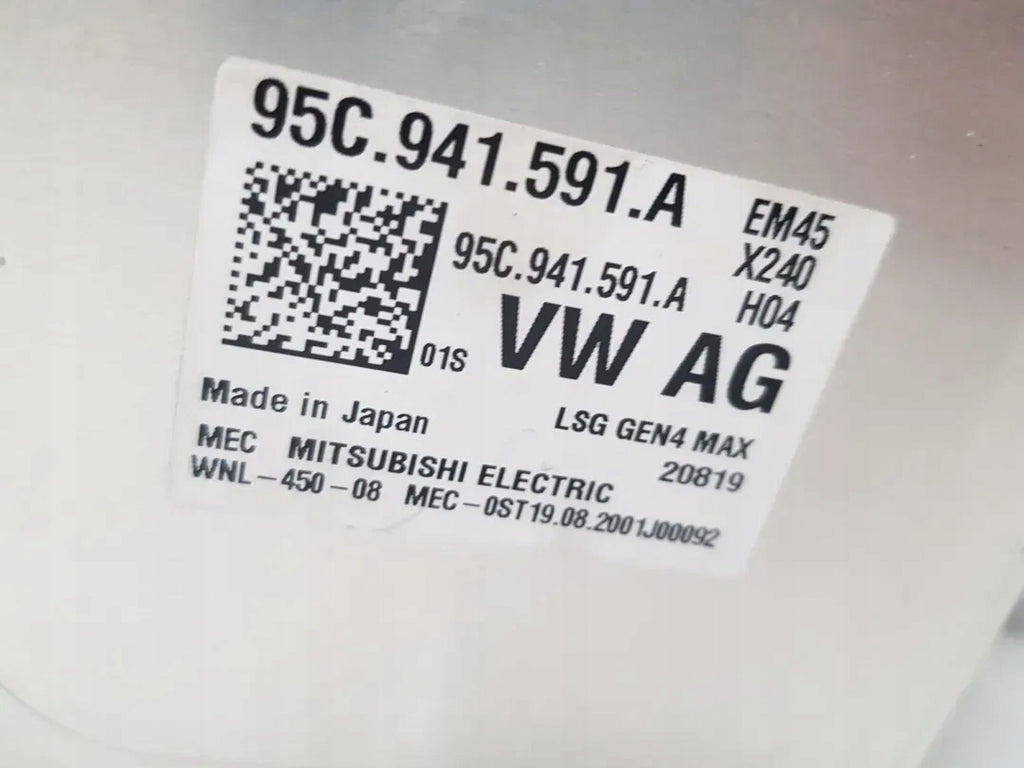 95C.941.591.A
EM45
X240
H04
95C.941.591.A
VW AG
01S
LSG GEN4 MAX
20819
Made in Japan
MEC MITSUBISHI ELECTRIC
WNL-450-08 MEC-0ST19.08.2001J00092